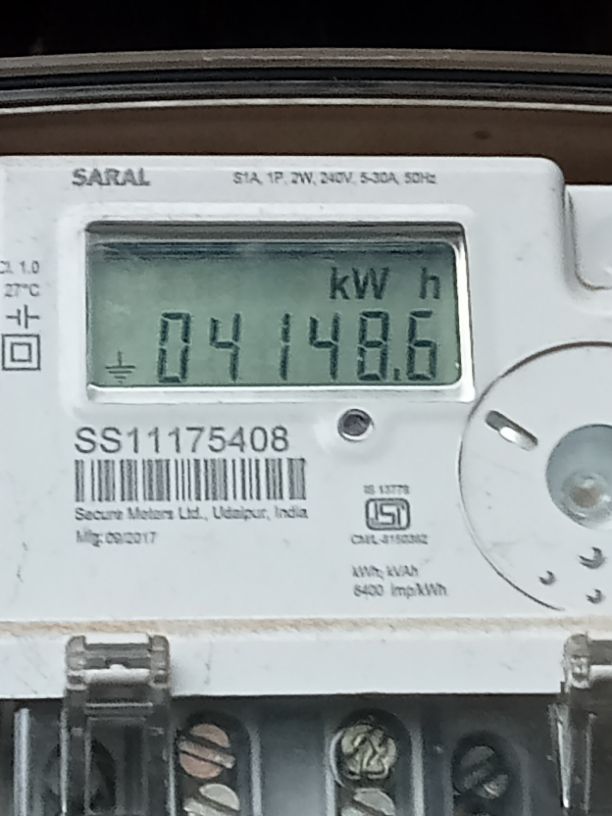 SARAL
S1A, 1P, 2W, 240V, 5-30A, 50Hz
Cl. 1.0
27°C
kW h
04148.6
SS11175408
Secure Meters Ltd., Udaipur, India
Mfg: 09/2017
IS 13779
ISI
kWh; kVAh
6400 imp/kWh